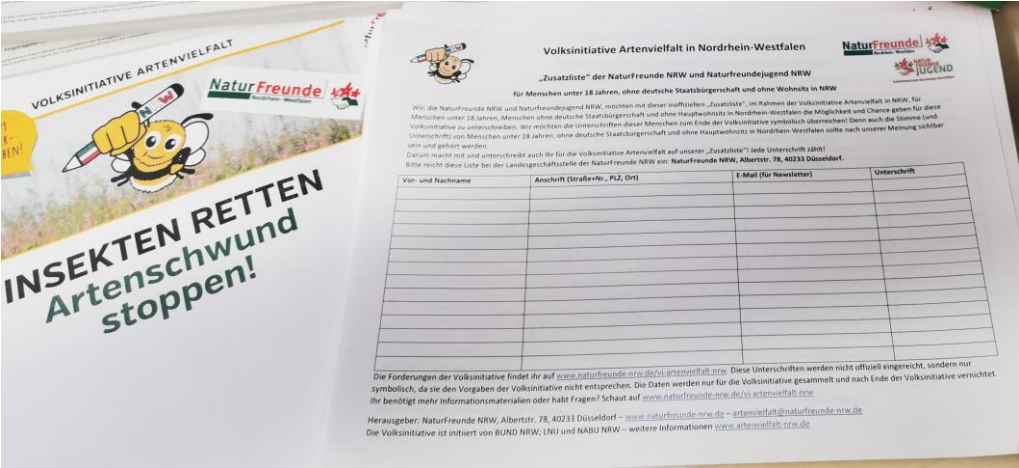 VOLKSINITIATIVE ARTENVIELFALT
NaturFreunde
Nordrhein-Westfalen
N W
BEN!
INSEKTEN RETTEN
Artenschwund
stoppen!
N W
Volksinitiative Artenvielfalt in Nordrhein-Westfalen
NaturFreunde
Nordrhein-Westfalen
NATUR
FREUNDE
JUGEND
„Zusatzliste" der NaturFreunde NRW und Naturfreundejugend NRW
für Menschen unter 18 Jahren, ohne deutsche Staatsbürgerschaft und ohne Wohnsitz in NRW
Wir, die NaturFreunde NRW und Naturfreundejugend NRW, möchten mit dieser inoffiziellen „Zusatzliste", im Rahmen der Volksinitiative Artenvielfalt in NRW, für
Menschen unter 18 Jahren, Menschen ohne deutsche Staatsbürgerschaft und ohne Hauptwohnsitz in Nordrhein-Westfalen die Möglichkeit und Chance geben für diese
Volksinitiative zu unterschreiben. Wir möchten die Unterschriften dieser Menschen zum Ende der Volksinitiative symbolisch überreichen! Denn auch die Stimme (und
Unterschrift) von Menschen unter 18 Jahren, ohne deutsche Staatsbürgerschaft und ohne Hauptwohnsitz in Nordrhein-Westfalen sollte nach unserer Meinung sichtbar
sein und gehört werden.
Darum macht mit und unterschreibt auch ihr für die Volksinitiative Artenvielfalt auf unserer „Zusatzliste"! Jede Unterschrift zählt!
Bitte reicht diese Liste bei der Landesgeschäftsstelle der NaturFreunde NRW ein: NaturFreunde NRW, Albertstr. 78, 40233 Düsseldorf.
Vor- und Nachname Anschrift (Straße+Nr., PLZ, Ort) E-Mail (für Newsletter) Unterschrift
Die Forderungen der Volksinitiative findet ihr auf www.naturfreunde-nrw.de/vi-artenvielfalt-nrw. Diese Unterschriften werden nicht offiziell eingereicht, sondern nur
symbolisch, da sie den Vorgaben der Volksinitiative nicht entsprechen. Die Daten werden nur für die Volksinitiative gesammelt und nach Ende der Volksinitiative vernichtet.
Ihr benötigt mehr Informationsmaterialien oder habt Fragen? Schaut auf www.naturfreunde-nrw.de/vi-artenvielfalt-nrw
Herausgeber: NaturFreunde NRW, Albertstr. 78, 40233 Düsseldorf – www.naturfreunde-nrw.de – artenvielfalt@naturfreunde-nrw.de
Die Volksinitiative ist initiiert von BUND NRW; LNU und NABU NRW – weitere Informationen www.artenvielfalt-nrw.de